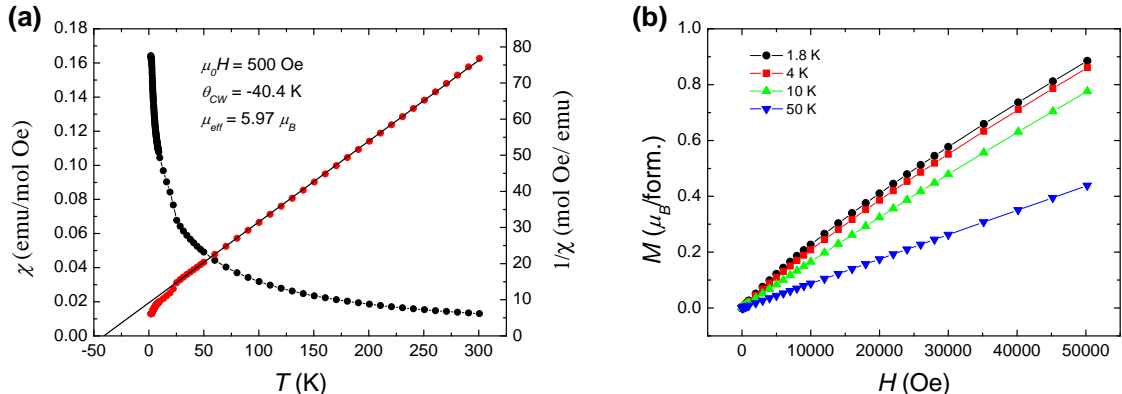 (a)
0.18
0.16
0.14
0.12
0.10
0.08
0.06
0.04
0.02
0.00
χ (emu/mol Oe)
μ₀H = 500 Oe
θCW = -40.4 K
μeff = 5.97 μB
80
70
60
50
40
30
20
10
0
1/χ (mol Oe/ emu)
-50 0 50 100 150 200 250 300
T (K)
(b)
1.0
0.8
0.6
0.4
0.2
0.0
M (μB/form.)
1.8 K
4 K
10 K
50 K
0 10000 20000 30000 40000 50000
H (Oe)